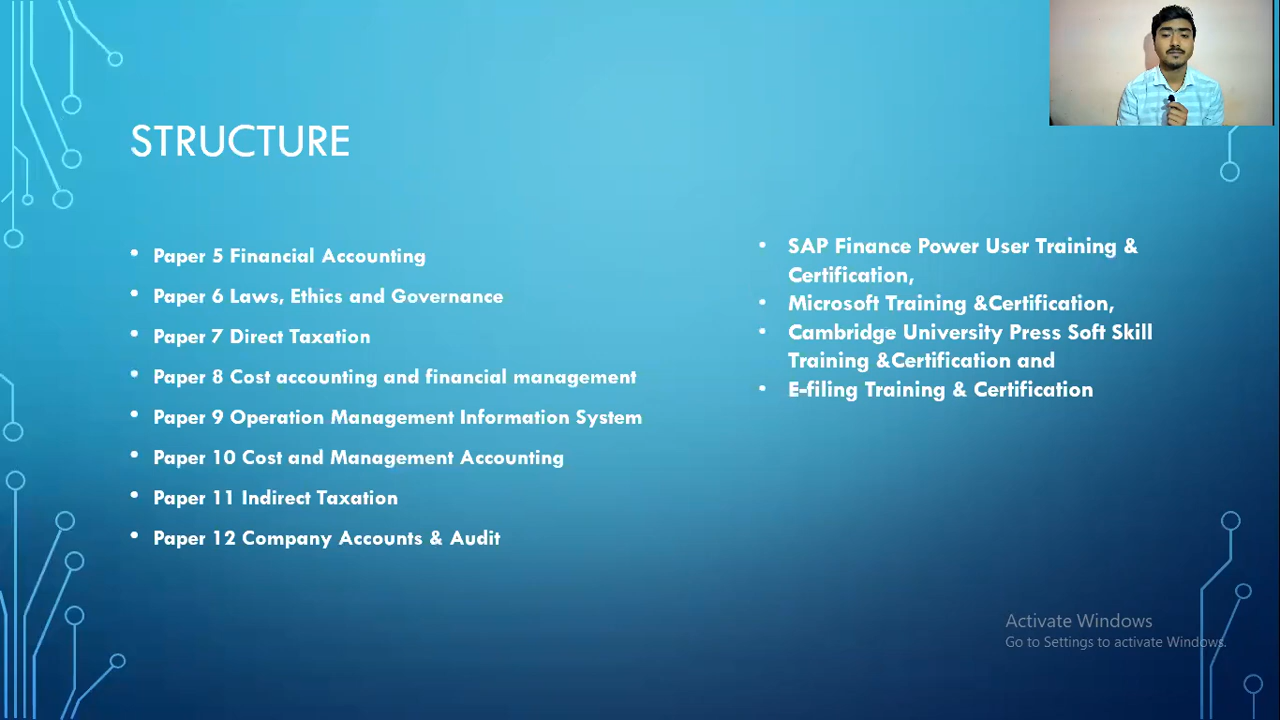 STRUCTURE
• Paper 5 Financial Accounting
• Paper 6 Laws, Ethics and Governance
• Paper 7 Direct Taxation
• Paper 8 Cost accounting and financial management
• Paper 9 Operation Management Information System
• Paper 10 Cost and Management Accounting
• Paper 11 Indirect Taxation
• Paper 12 Company Accounts & Audit
• SAP Finance Power User Training &
Certification,
• Microsoft Training &Certification,
• Cambridge University Press Soft Skill
Training &Certification and
• E-filing Training & Certification
Activate Windows
Go to Settings to activate Windows.